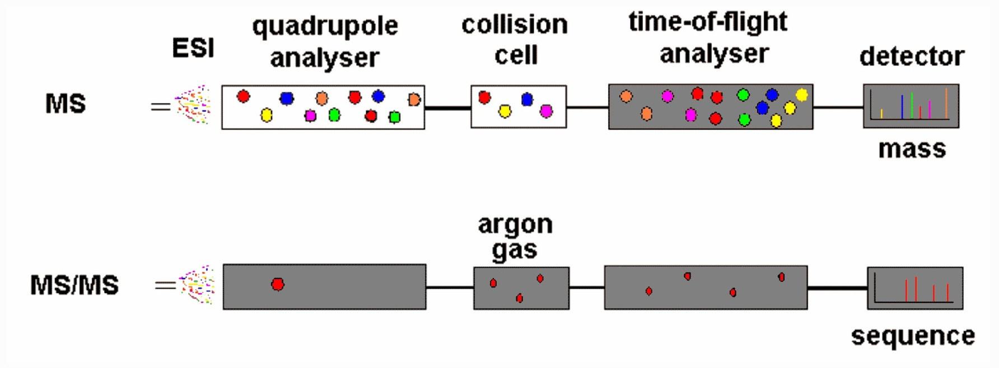 ESI
quadrupole
analyser
collision
cell
time-of-flight
analyser
detector
MS
mass
argon
gas
MS/MS
sequence